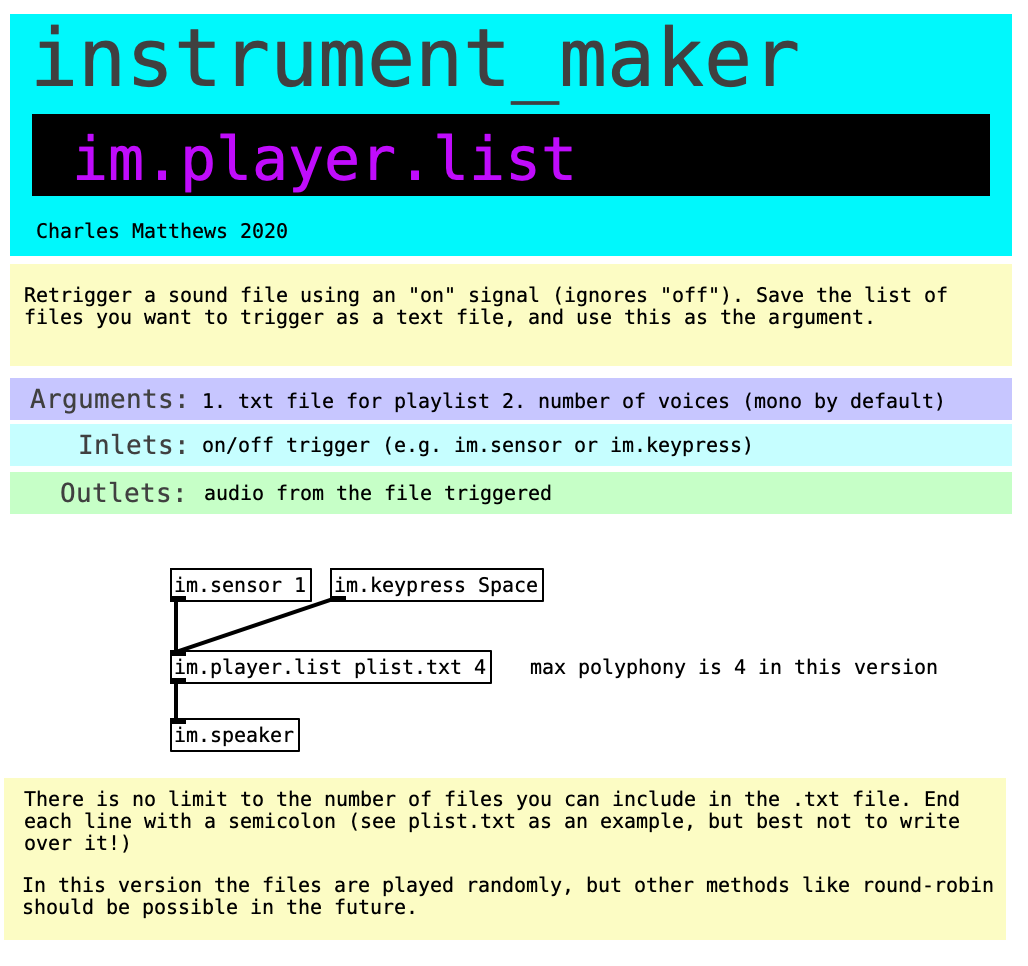 instrument_maker
im.player.list
Charles Matthews 2020
Retrigger a sound file using an "on" signal (ignores "off"). Save the list of
files you want to trigger as a text file, and use this as the argument.
Arguments: 1. txt file for playlist 2. number of voices (mono by default)
Inlets: on/off trigger (e.g. im.sensor or im.keypress)
Outlets: audio from the file triggered
im.sensor 1 im.keypress Space
im.player.list plist.txt 4 max polyphony is 4 in this version
im.speaker
There is no limit to the number of files you can include in the .txt file. End
each line with a semicolon (see plist.txt as an example, but best not to write
over it!)
In this version the files are played randomly, but other methods like round-robin
should be possible in the future.